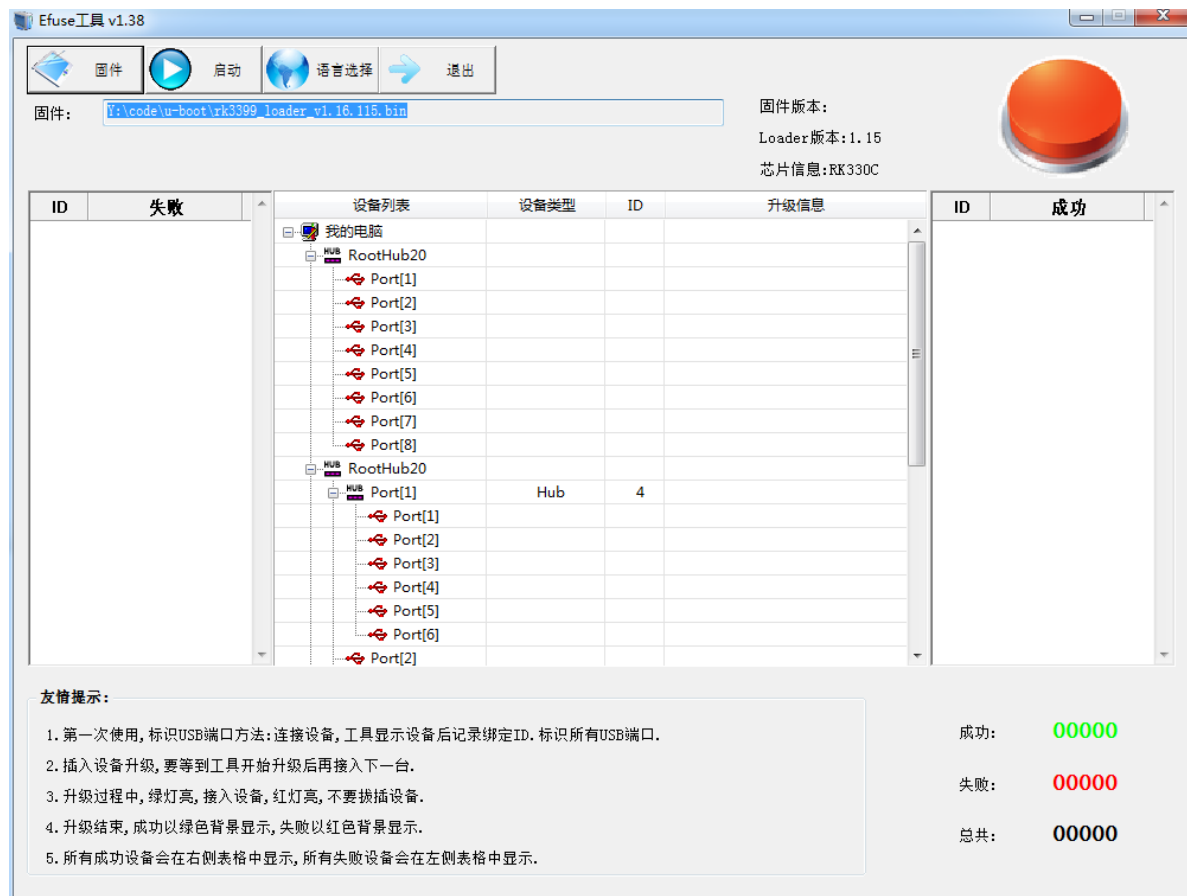 Efuse工具 v1.38
固件 启动 语言选择 退出
固件: Y:\code\u-boot\rk3399_loader_v1.16.115.bin
固件版本:
Loader版本:1.15
芯片信息:RK330C
ID 失败
设备列表 设备类型 ID 升级信息
ID 成功
我的电脑
HUB RootHub20
Port[1]
Port[2]
Port[3]
Port[4]
Port[5]
Port[6]
Port[7]
Port[8]
HUB RootHub20
HUB Port[1] Hub 4
Port[1]
Port[2]
Port[3]
Port[4]
Port[5]
Port[6]
Port[2]
友情提示:
1.第一次使用,标识USB端口方法:连接设备,工具显示设备后记录绑定ID.标识所有USB端口.
2.插入设备升级,要等到工具开始升级后再接入下一台.
3.升级过程中,绿灯亮,接入设备,红灯亮,不要拔插设备.
4.升级结束,成功以绿色背景显示,失败以红色背景显示.
5.所有成功设备会在右侧表格中显示,所有失败设备会在左侧表格中显示.
成功: 00000
失败: 00000
总共: 00000